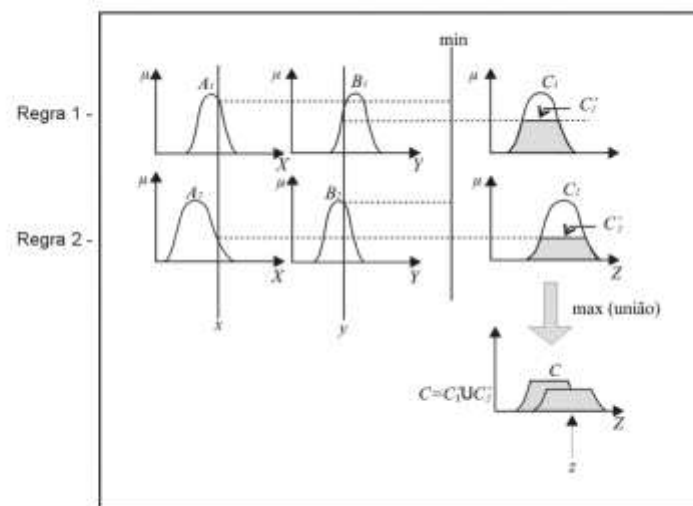 min
μ A₁ μ B₁ μ C₁
Regra 1 - C₁'
X Y
μ A₂ μ B₂ μ C₂
Regra 2 - C₂'
X Y Z
x y max (união)
C
C=C₁'UC₂'
Z
z